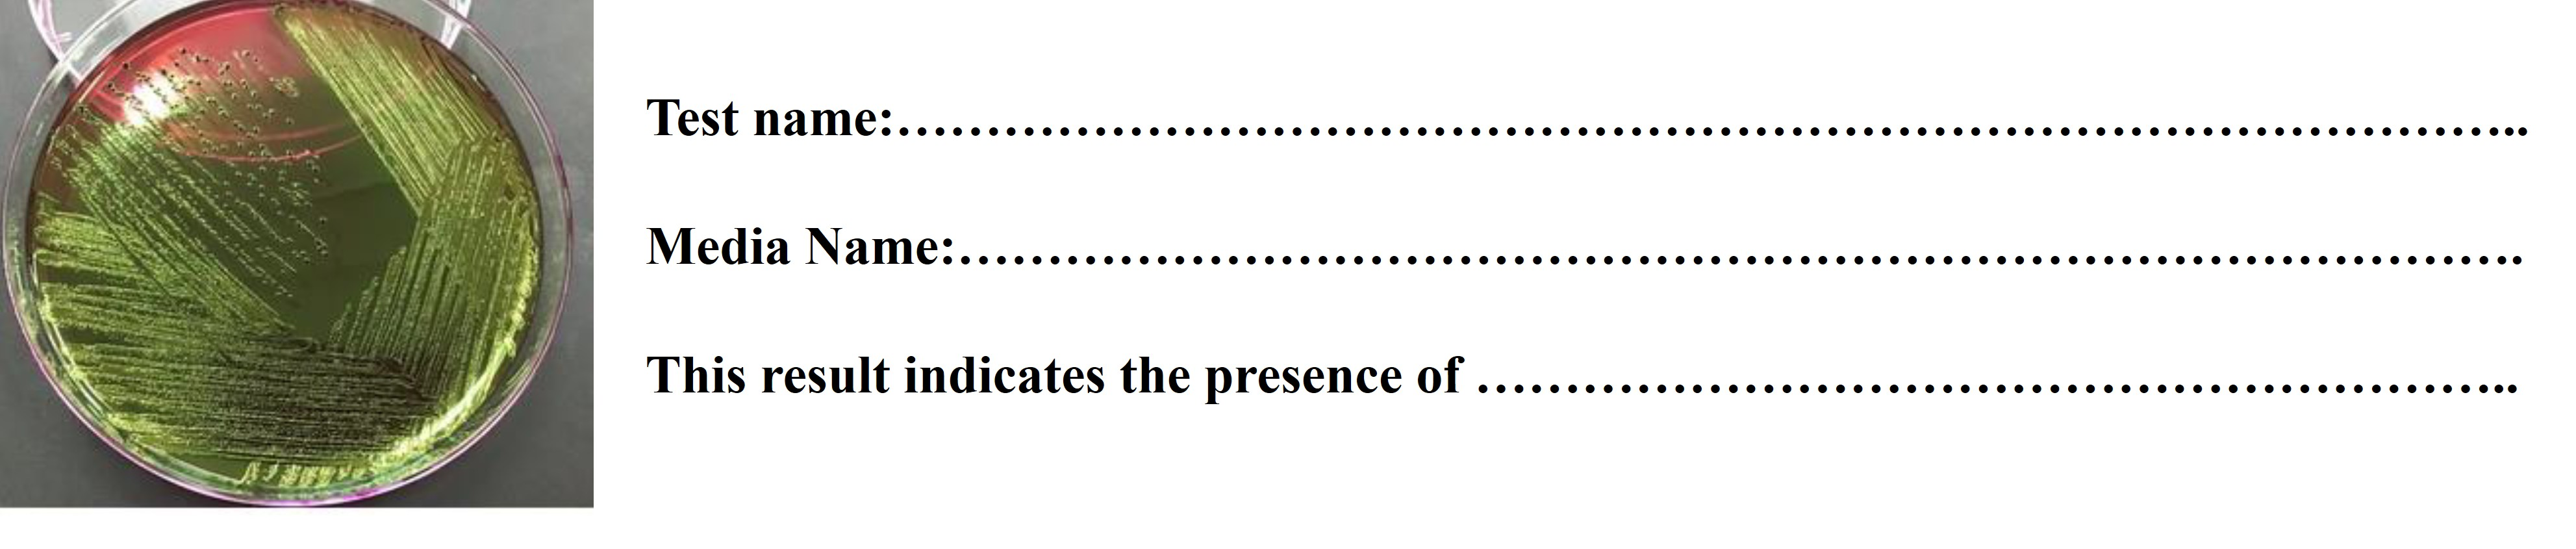 Test name:……………………………………………………………………………………..
Media Name:………………………………………………………………………………….
This result indicates the presence of ……………………………………………………..